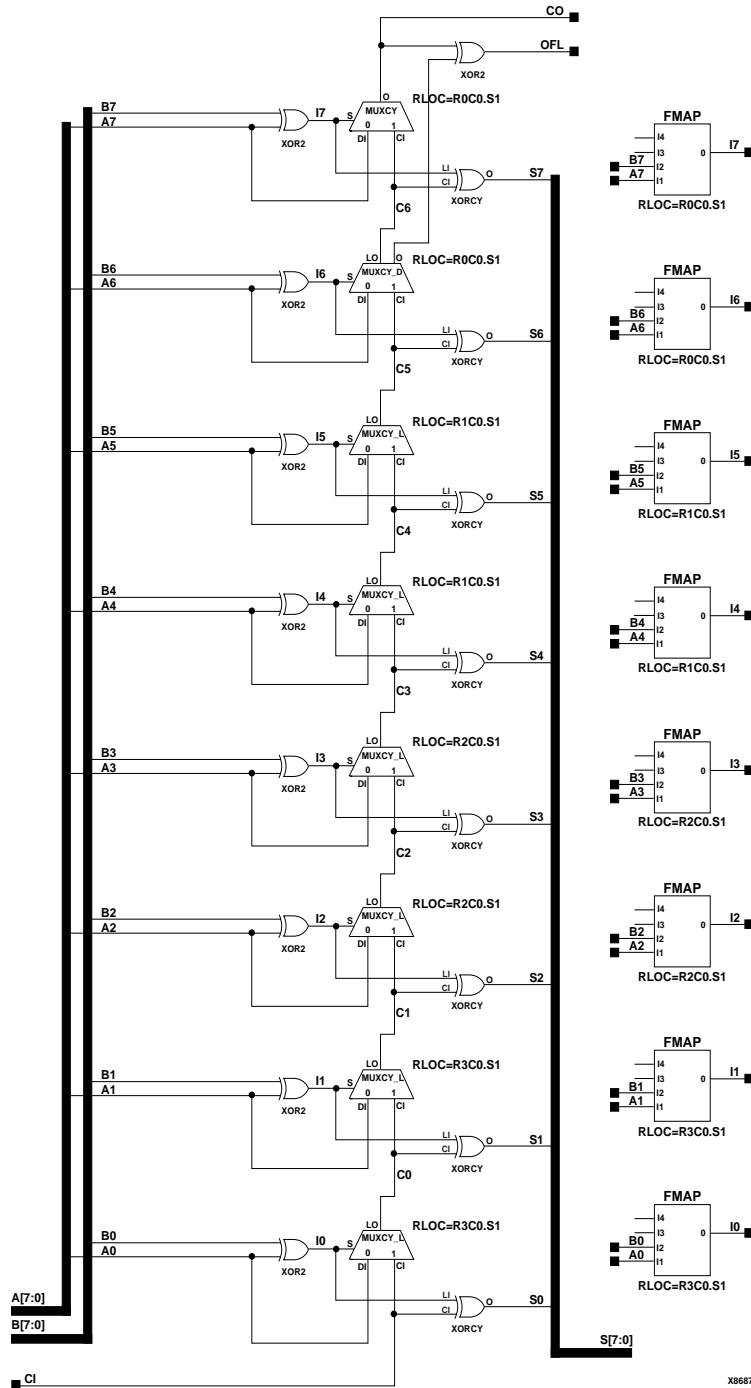 CO
OFL
XOR2
O
RLOC=R0C0.S1
B7
A7
XOR2
I7
S
MUXCY
0 1
DI CI
LI
CI
O
XORCY
S7
C6
LO O
RLOC=R0C0.S1
B6
A6
XOR2
I6
S
MUXCY_D
0 1
DI CI
LI
CI
O
XORCY
S6
C5
LO
RLOC=R1C0.S1
B5
A5
XOR2
I5
S
MUXCY_L
0 1
DI CI
LI
CI
O
XORCY
S5
C4
LO
RLOC=R1C0.S1
B4
A4
XOR2
I4
S
MUXCY_L
0 1
DI CI
LI
CI
O
XORCY
S4
C3
LO
RLOC=R2C0.S1
B3
A3
XOR2
I3
S
MUXCY_L
0 1
DI CI
LI
CI
O
XORCY
S3
C2
LO
RLOC=R2C0.S1
B2
A2
XOR2
I2
S
MUXCY_L
0 1
DI CI
LI
CI
O
XORCY
S2
C1
LO
RLOC=R3C0.S1
B1
A1
XOR2
I1
S
MUXCY_L
0 1
DI CI
LI
CI
O
XORCY
S1
C0
LO
RLOC=R3C0.S1
B0
A0
XOR2
I0
S
MUXCY_L
0 1
DI CI
LI
CI
O
XORCY
S0
A[7:0]
B[7:0]
CI
S[7:0]
FMAP
I4
I3
B7 I2
A7 I1
0
I7
RLOC=R0C0.S1
FMAP
I4
I3
B6 I2
A6 I1
0
I6
RLOC=R0C0.S1
FMAP
I4
I3
B5 I2
A5 I1
0
I5
RLOC=R1C0.S1
FMAP
I4
I3
B4 I2
A4 I1
0
I4
RLOC=R1C0.S1
FMAP
I4
I3
B3 I2
A3 I1
0
I3
RLOC=R2C0.S1
FMAP
I4
I3
B2 I2
A2 I1
0
I2
RLOC=R2C0.S1
FMAP
I4
I3
B1 I2
A1 I1
0
I1
RLOC=R3C0.S1
FMAP
I4
I3
B0 I2
A0 I1
0
I0
RLOC=R3C0.S1
X8687